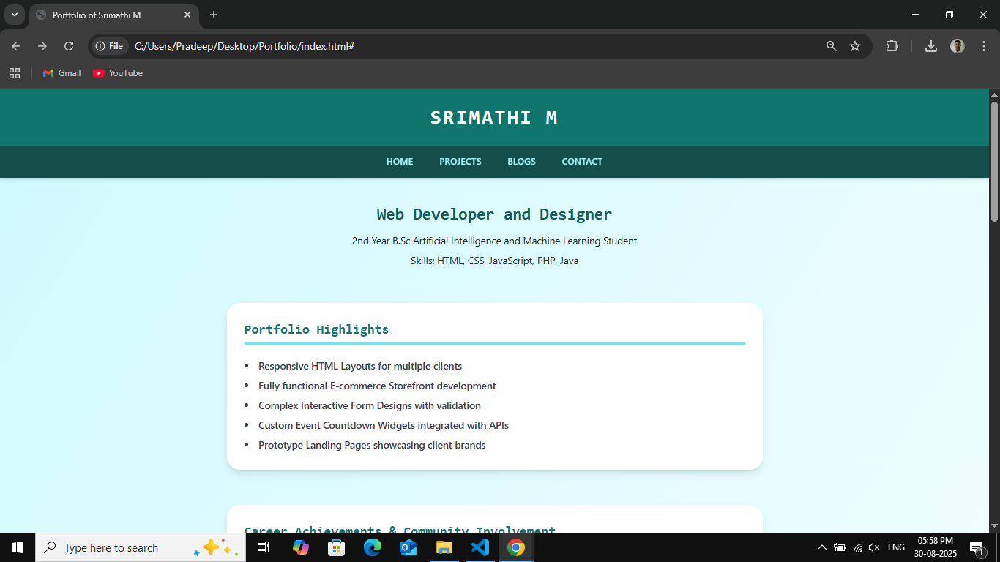 Portfolio of Srimathi M
File
C:/Users/Pradeep/Desktop/Portfolio/index.html#
Gmail
YouTube
SRIMATHI M
HOME PROJECTS BLOGS CONTACT
Web Developer and Designer
2nd Year B.Sc Artificial Intelligence and Machine Learning Student
Skills: HTML, CSS, JavaScript, PHP, Java
Portfolio Highlights
• Responsive HTML Layouts for multiple clients
• Fully functional E-commerce Storefront development
• Complex Interactive Form Designs with validation
• Custom Event Countdown Widgets integrated with APIs
• Prototype Landing Pages showcasing client brands
Career Achievements & Community Involvement
Type here to search
ENG
05:58 PM
30-08-2025
1